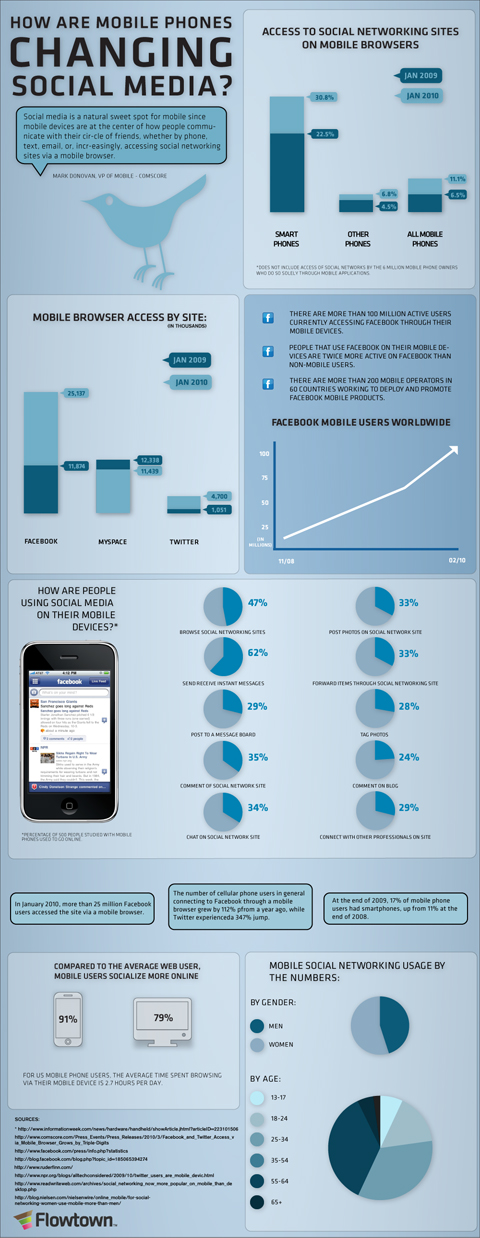 HOW ARE MOBILE PHONES
CHANGING
SOCIAL MEDIA?
Social media is a natural sweet spot for mobile since
mobile devices are at the center of how people commu-
nicate with their cir-cle of friends, whether by phone,
text, email, or, incr-easingly, accessing social networking
sites via a mobile browser.
MARK DONOVAN, VP OF MOBILE - COMSCORE
ACCESS TO SOCIAL NETWORKING SITES
ON MOBILE BROWSERS
JAN 2009
JAN 2010
30.8%
22.5%
6.8%
4.5%
11.1%
6.5%
SMART
PHONES
OTHER
PHONES
ALL MOBILE
PHONES
*DOES NOT INCLUDE ACCESS OF SOCIAL NETWORKS BY THE 6 MILLION MOBILE PHONE OWNERS
WHO DO SO SOLELY THROUGH MOBILE APPLICATIONS
MOBILE BROWSER ACCESS BY SITE:
(IN THOUSANDS)
JAN 2009
JAN 2010
25,137
11,874
12,338
11,439
4,700
1,051
FACEBOOK
MYSPACE
TWITTER
THERE ARE MORE THAN 100 MILLION ACTIVE USERS
CURRENTLY ACCESSING FACEBOOK THROUGH THEIR
MOBILE DEVICES.
PEOPLE THAT USE FACEBOOK ON THEIR MOBILE DE-
VICES ARE TWICE MORE ACTIVE ON FACEBOOK THAN
NON-MOBILE USERS.
THERE ARE MORE THAN 200 MOBILE OPERATORS IN
60 COUNTRIES WORKING TO DEPLOY AND PROMOTE
FACEBOOK MOBILE PRODUCTS.
FACEBOOK MOBILE USERS WORLDWIDE
100
75
50
25
(IN
MILLIONS)
11/08
02/10
HOW ARE PEOPLE
USING SOCIAL MEDIA
ON THEIR MOBILE
DEVICES?*
4:12 PM
facebook
Live Feed
*PERCENTAGE OF 500 PEOPLE STUDIED WITH MOBILE
PHONES USED TO GO ONLINE
47%
BROWSE SOCIAL NETWORKING SITES
33%
POST PHOTOS ON SOCIAL NETWORK SITE
62%
SEND RECEIVE INSTANT MESSAGES
33%
FORWARD ITEMS THROUGH SOCIAL NETWORKING SITE
29%
POST TO A MESSAGE BOARD
28%
TAG PHOTOS
35%
COMMENT OF SOCIAL NETWORK SITE
24%
COMMENT ON BLOG
34%
CHAT ON SOCIAL NETWORK SITE
29%
CONNECT WITH OTHER PROFESSIONALS ON SITE
In January 2010, more than 25 million Facebook
users accessed the site via a mobile browser.
The number of cellular phone users in general
connecting to Facebook through a mobile
browser grew by 112% pfrom a year ago, while
Twitter experienceda 347% jump.
At the end of 2009, 17% of mobile phone
users had smartphones, up from 11% at the
end of 2008.
COMPARED TO THE AVERAGE WEB USER,
MOBILE USERS SOCIALIZE MORE ONLINE
91%
79%
FOR US MOBILE PHONE USERS, THE AVERAGE TIME SPENT BROWSING
VIA THEIR MOBILE DEVICE IS 2.7 HOURS PER DAY.
MOBILE SOCIAL NETWORKING USAGE BY
THE NUMBERS:
BY GENDER:
MEN
WOMEN
BY AGE:
13-17
18-24
25-34
35-54
55-64
65+
SOURCES:
* http://www.informationweek.com/news/hardware/handheld/showArticle.jhtml?articleID=223101506
http://www.comscore.com/Press_Events/Press_Releases/2010/3/Facebook_and_Twitter_Access_v
ia_Mobile_Browser_Grows_by_Triple-Digits
http://www.facebook.com/press/info.php?statistics
http://blog.facebook.com/blog.php?topic_id=185065394274
http://www.ruderfinn.com/
http://www.npr.org/blogs/alltechconsidered/2009/10/twitter_users_are_mobile_devic.html
http://www.readwriteweb.com/archives/social_networking_now_more_popular_on_mobile_than_de
sktop.php
http://blog.nielsen.com/nielsenwire/online_mobile/for-social-
networking-women-use-mobile-more-than-men/
Flowtown™